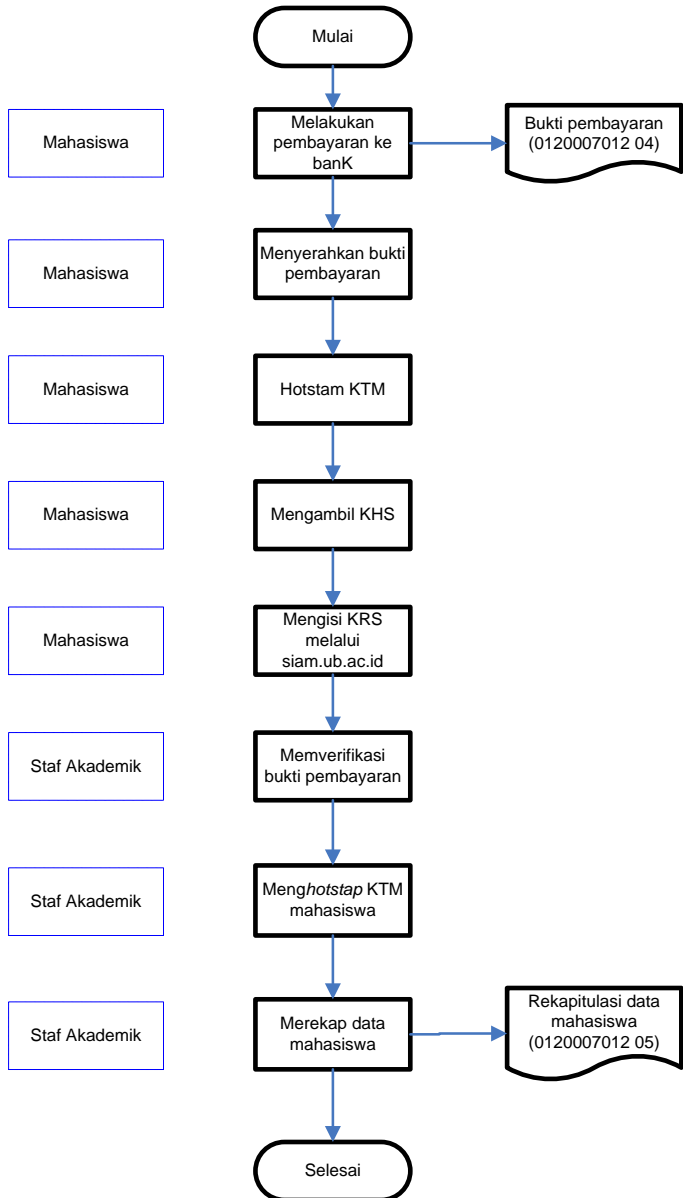 Mulai
Mahasiswa
Melakukan
pembayaran ke
banK
Bukti pembayaran
(0120007012 04)
Mahasiswa
Menyerahkan bukti
pembayaran
Mahasiswa
Hotstam KTM
Mahasiswa
Mengambil KHS
Mahasiswa
Mengisi KRS
melalui
siam.ub.ac.id
Staf Akademik
Memverifikasi
bukti pembayaran
Staf Akademik
Menghotstap KTM
mahasiswa
Staf Akademik
Merekap data
mahasiswa
Rekapitulasi data
mahasiswa
(0120007012 05)
Selesai